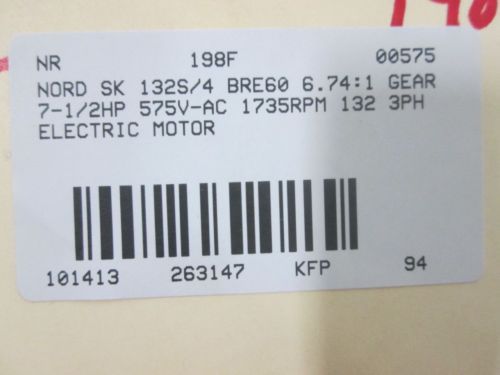 NR 198F 00575
NORD SK 132S/4 BRE60 6.74:1 GEAR
7-1/2HP 575V-AC 1735RPM 132 3PH
ELECTRIC MOTOR
101413 263147 KFP 94